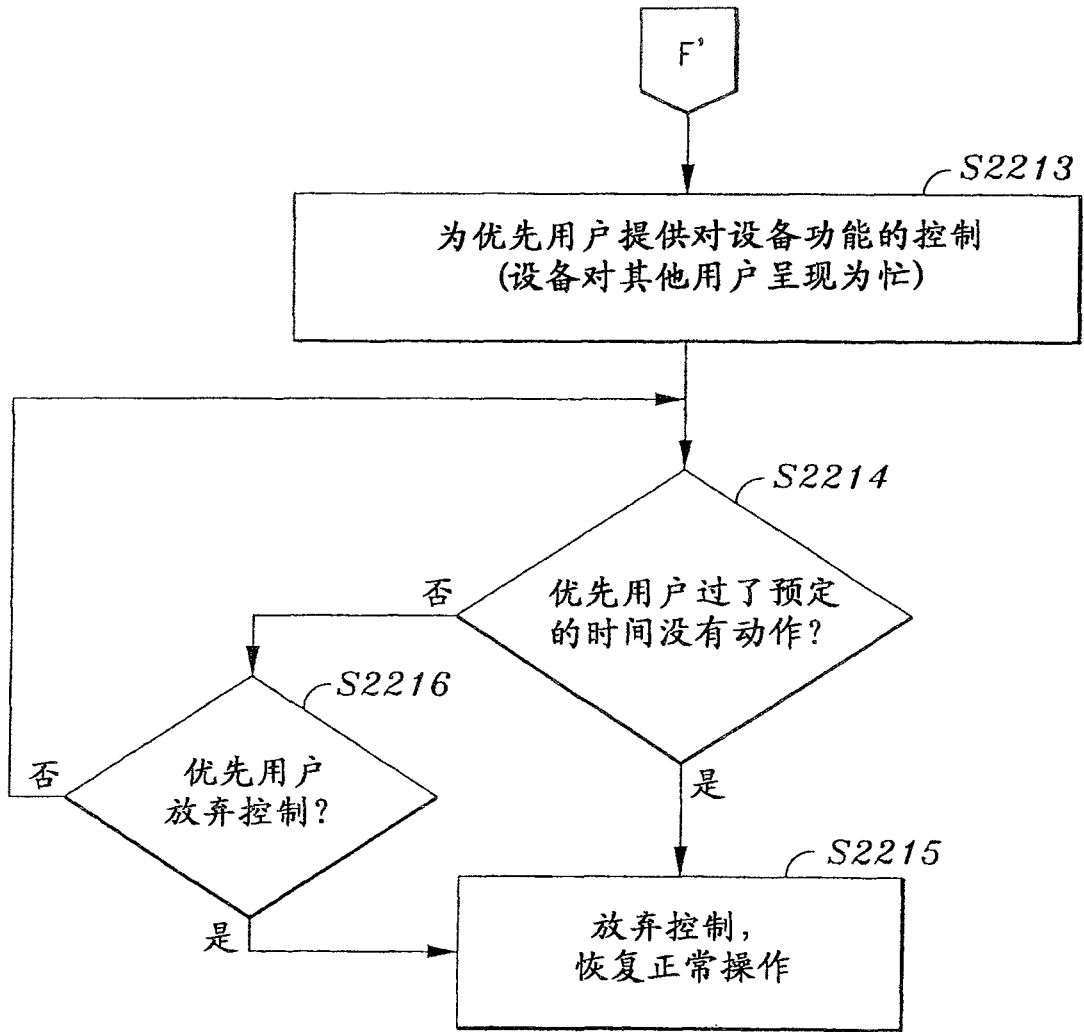 F'
S2213
为优先用户提供对设备功能的控制
(设备对其他用户呈现为忙)
S2214
优先用户过了预定
的时间没有动作?
否
S2216
优先用户
放弃控制?
否
是
是
S2215
放弃控制,
恢复正常操作